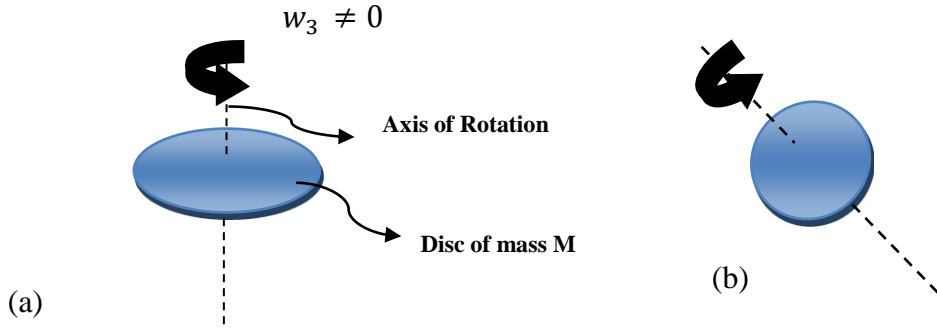 w₃ ≠ 0
Axis of Rotation
Disc of mass M
(b)
(a)